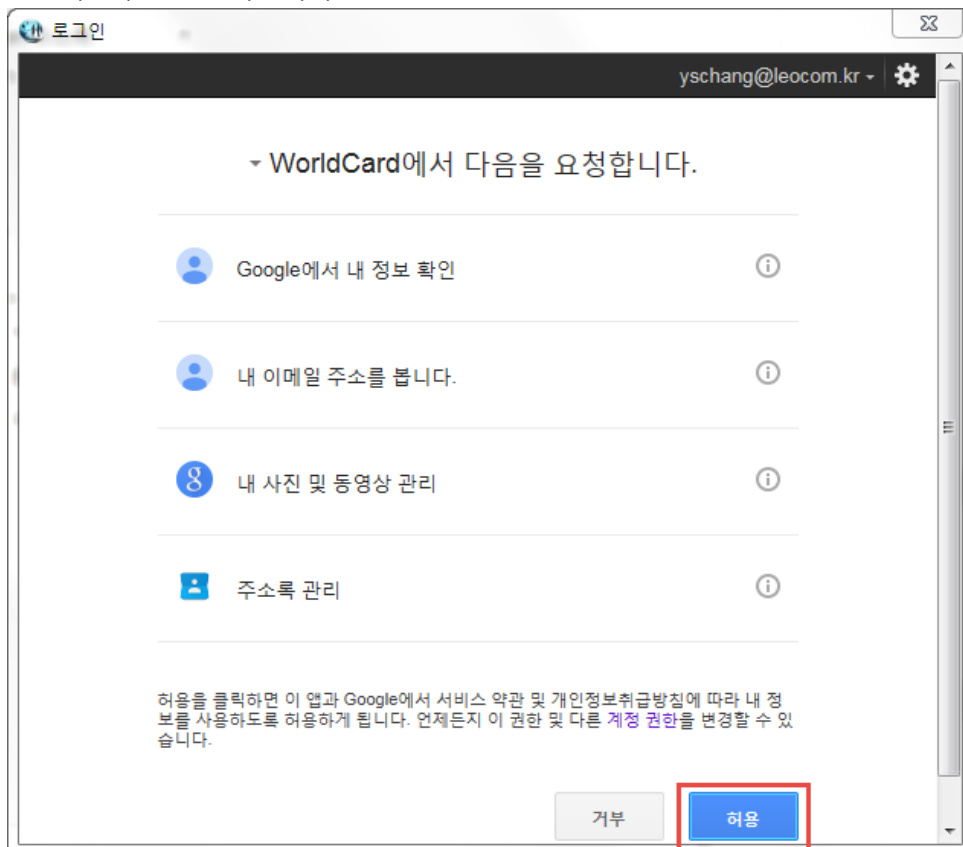 로그인
yschang@leocom.kr
WorldCard에서 다음을 요청합니다.
Google에서 내 정보 확인
내 이메일 주소를 봅니다.
8
내 사진 및 동영상 관리
주소록 관리
허용을 클릭하면 이 앱과 Google에서 서비스 약관 및 개인정보취급방침에 따라 내 정
보를 사용하도록 허용하게 됩니다. 언제든지 이 권한 및 다른 계정 권한을 변경할 수 있
습니다.
거부
허용